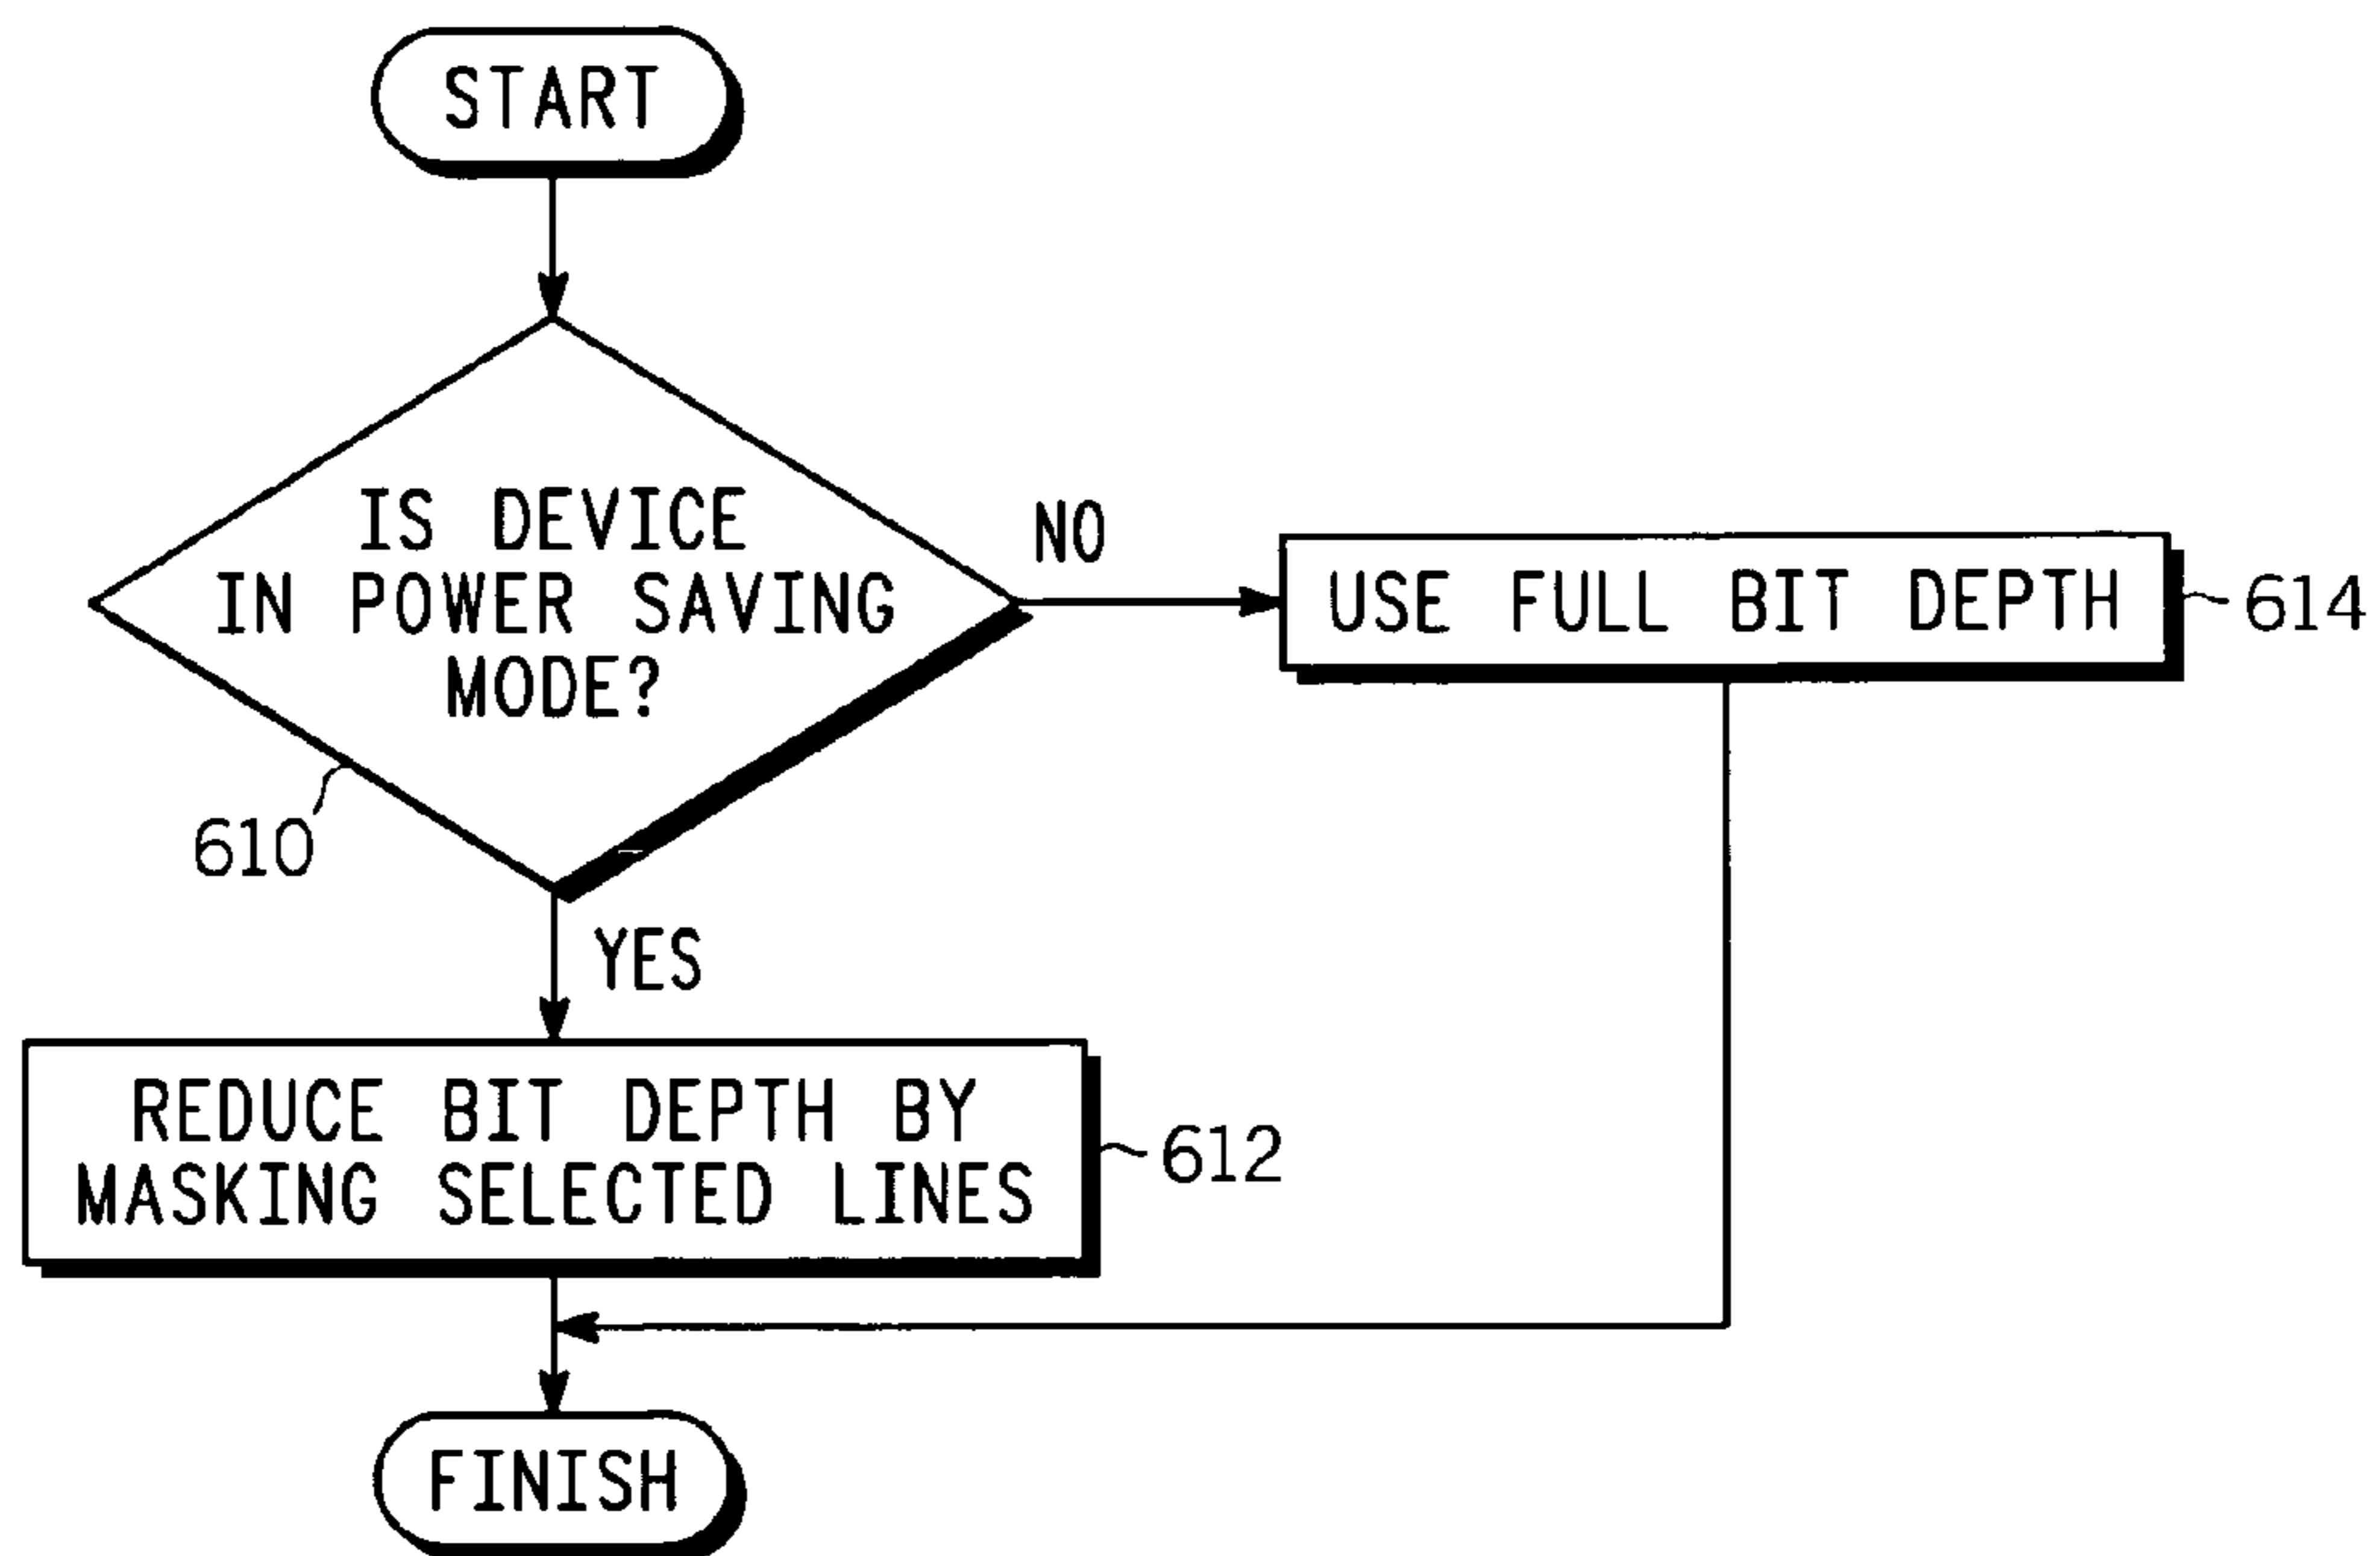 START
IS DEVICE
IN POWER SAVING
MODE?
NO
USE FULL BIT DEPTH
614
610
YES
REDUCE BIT DEPTH BY
MASKING SELECTED LINES
612
FINISH